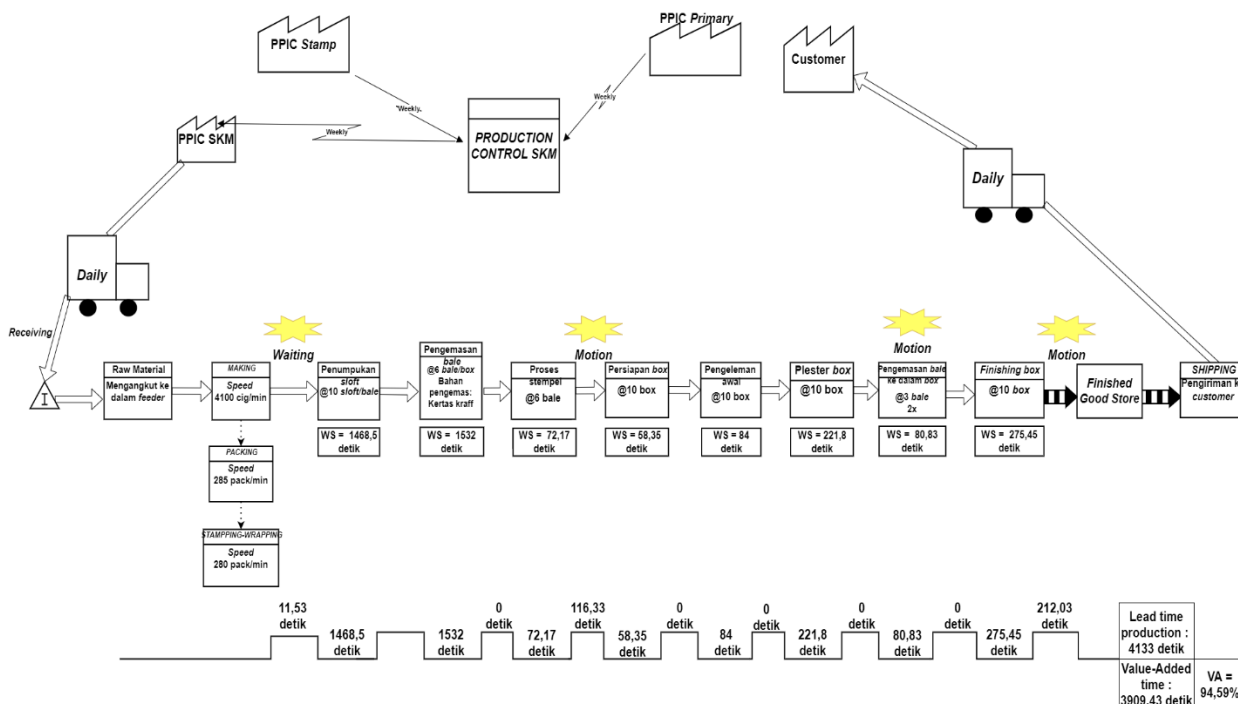 PPIC Stamp
PPIC Primary
Customer
Weekly
Weekly
Weekly
PPIC SKM
PRODUCTION
CONTROL SKM
Daily
Daily
Receiving
I
Waiting
Motion
Motion
Motion
Raw Material
Mengangkut ke
dalam feeder
MAKING
Speed
4100 cig/min
PACKING
Speed
285 pack/min
STAMPPING-WRAPPING
Speed
280 pack/min
Penumpukan
sloft
@10 sloft/bale
WS = 1468,5
detik
Pengemasan
bale
@6 bale/box
Bahan
pengemas:
Kertas kraff
WS = 1532
detik
Proses
stempel
@6 bale
WS = 72,17
detik
Persiapan box
@10 box
WS = 58,35
detik
Pengeleman
awal
@10 box
WS = 84
detik
Plester box
@10 box
WS = 221,8
detik
Pengemasan bale
ke dalam box
@3 bale
2x
WS = 80,83
detik
Finishing box
@10 box
WS = 275,45
detik
Finished
Good Store
SHIPPING
Pengiriman k
customer
11,53
detik
1468,5
detik
1532
detik
0
detik
72,17
detik
116,33
detik
58,35
detik
0
detik
84
detik
0
detik
221,8
detik
0
detik
80,83
detik
0
detik
275,45
detik
212,03
detik
Lead time
production :
4133 detik
Value-Added
time :
3909,43 detik
VA =
94,59%